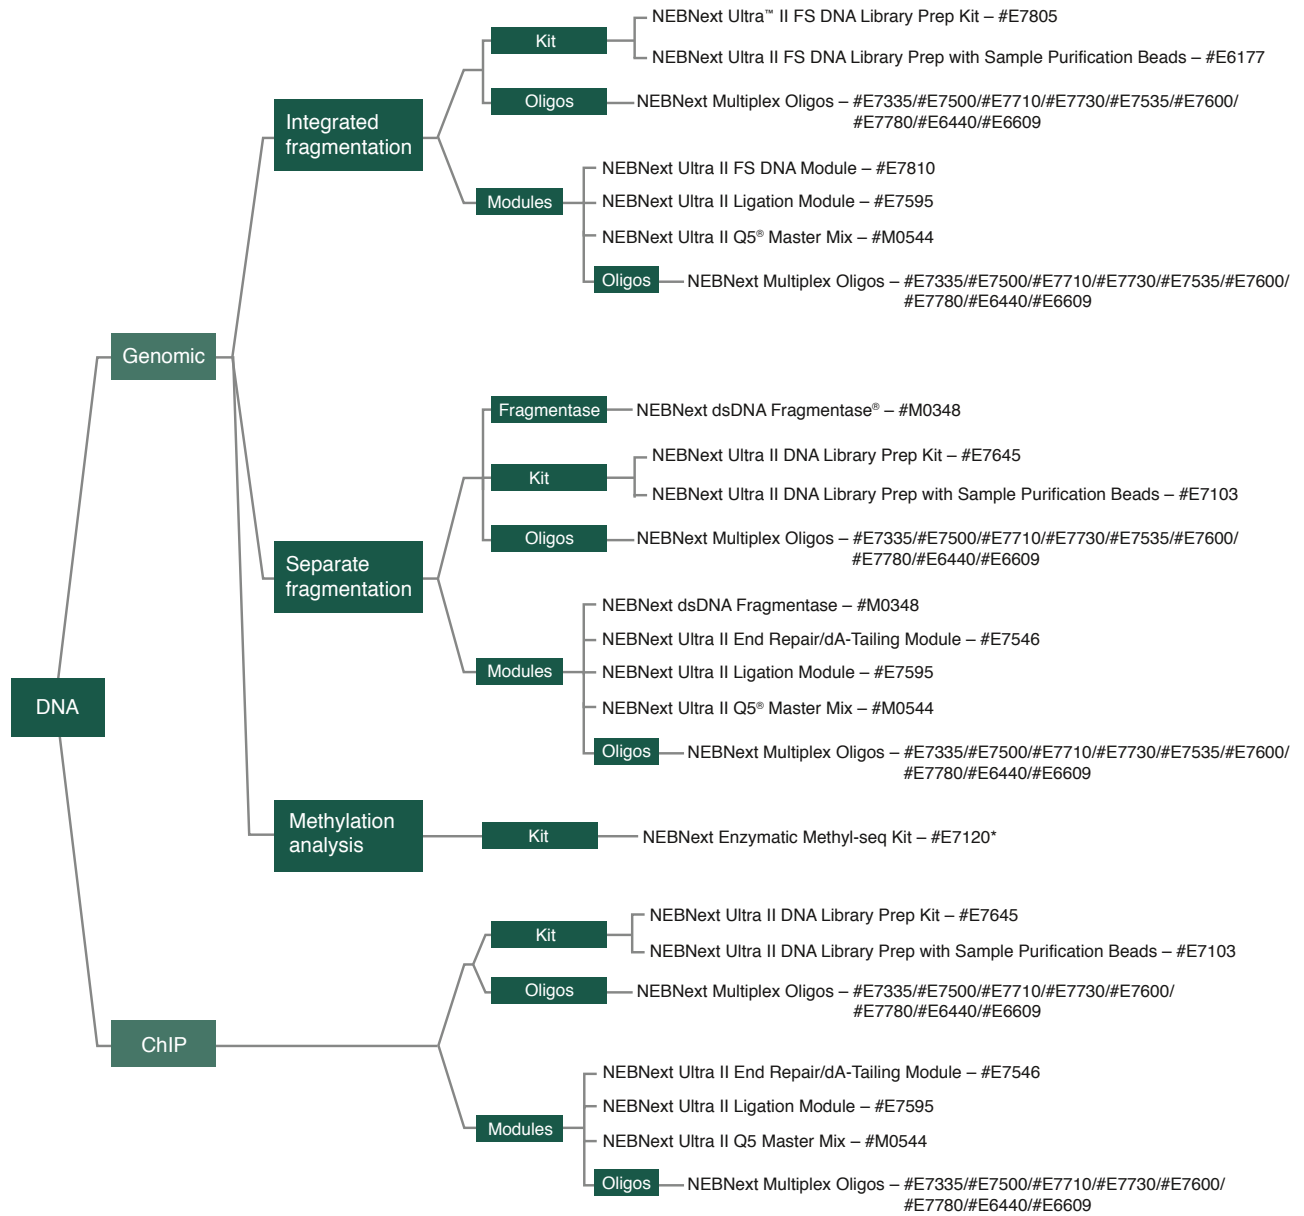 DNA
Genomic
Integrated
fragmentation
Kit
NEBNext Ultra™ II FS DNA Library Prep Kit – #E7805
NEBNext Ultra II FS DNA Library Prep with Sample Purification Beads – #E6177
Oligos
NEBNext Multiplex Oligos – #E7335/#E7500/#E7710/#E7730/#E7535/#E7600/
#E7780/#E6440/#E6609
Modules
NEBNext Ultra II FS DNA Module – #E7810
NEBNext Ultra II Ligation Module – #E7595
NEBNext Ultra II Q5® Master Mix – #M0544
Oligos
NEBNext Multiplex Oligos – #E7335/#E7500/#E7710/#E7730/#E7535/#E7600/
#E7780/#E6440/#E6609
Separate
fragmentation
Fragmentase
NEBNext dsDNA Fragmentase® – #M0348
Kit
NEBNext Ultra II DNA Library Prep Kit – #E7645
NEBNext Ultra II DNA Library Prep with Sample Purification Beads – #E7103
Oligos
NEBNext Multiplex Oligos – #E7335/#E7500/#E7710/#E7730/#E7535/#E7600/
#E7780/#E6440/#E6609
Modules
NEBNext dsDNA Fragmentase – #M0348
NEBNext Ultra II End Repair/dA-Tailing Module – #E7546
NEBNext Ultra II Ligation Module – #E7595
NEBNext Ultra II Q5® Master Mix – #M0544
Oligos
NEBNext Multiplex Oligos – #E7335/#E7500/#E7710/#E7730/#E7535/#E7600/
#E7780/#E6440/#E6609
Methylation
analysis
Kit
NEBNext Enzymatic Methyl-seq Kit – #E7120*
ChIP
Kit
NEBNext Ultra II DNA Library Prep Kit – #E7645
NEBNext Ultra II DNA Library Prep with Sample Purification Beads – #E7103
Oligos
NEBNext Multiplex Oligos – #E7335/#E7500/#E7710/#E7730/#E7600/
#E7780/#E6440/#E6609
Modules
NEBNext Ultra II End Repair/dA-Tailing Module – #E7546
NEBNext Ultra II Ligation Module – #E7595
NEBNext Ultra II Q5 Master Mix – #M0544
Oligos
NEBNext Multiplex Oligos – #E7335/#E7500/#E7710/#E7730/#E7600/
#E7780/#E6440/#E6609